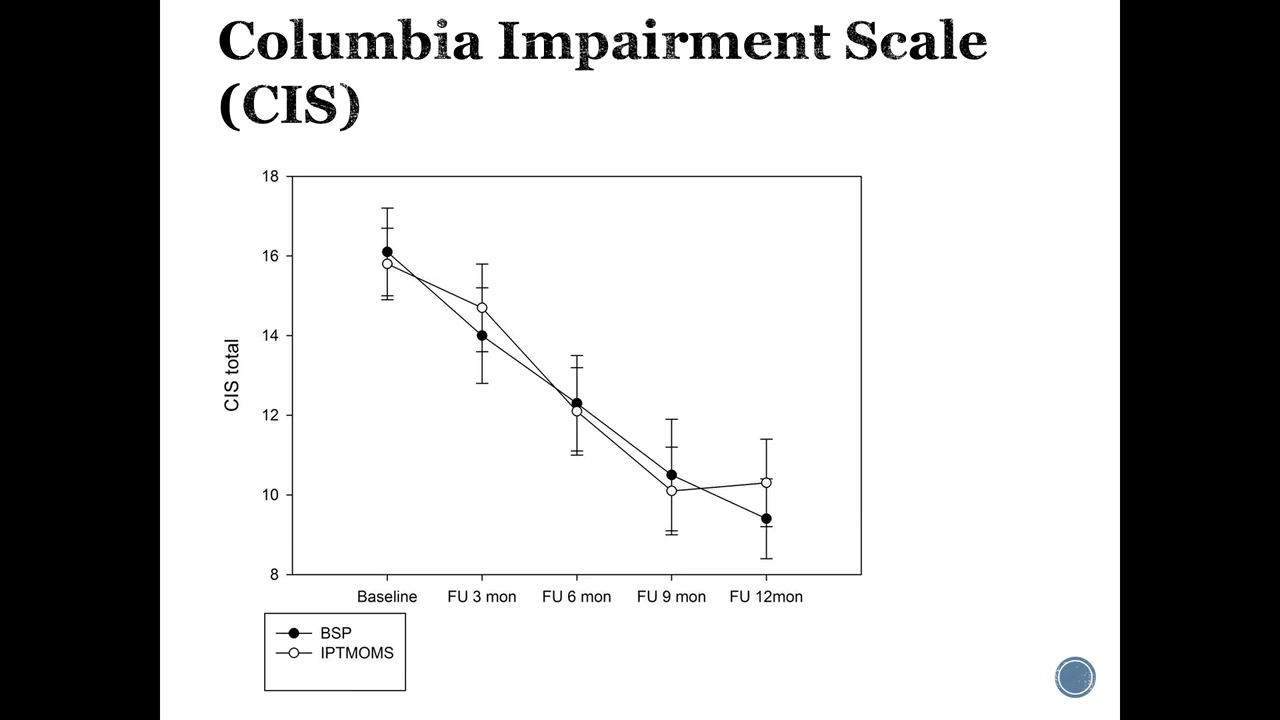 Columbia Impairment Scale
(CIS)
18
16
14
12
10
8
CIS total
Baseline FU 3 mon FU 6 mon FU 9 mon FU 12mon
BSP
IPTMOMS